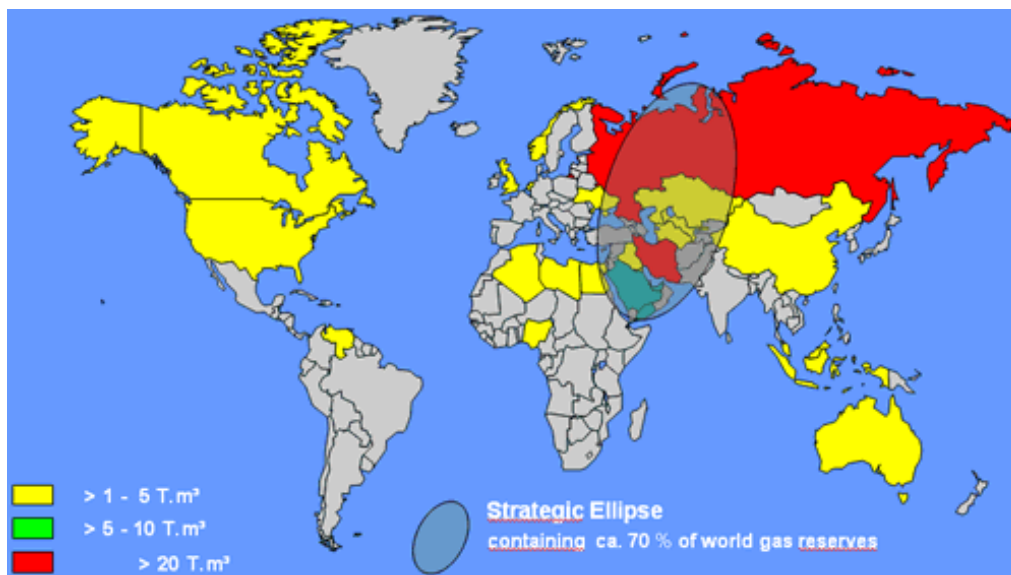 > 1 - 5 T.m³
> 5 - 10 T.m³
> 20 T.m³
Strategic Ellipse
containing ca. 70 % of world gas reserves